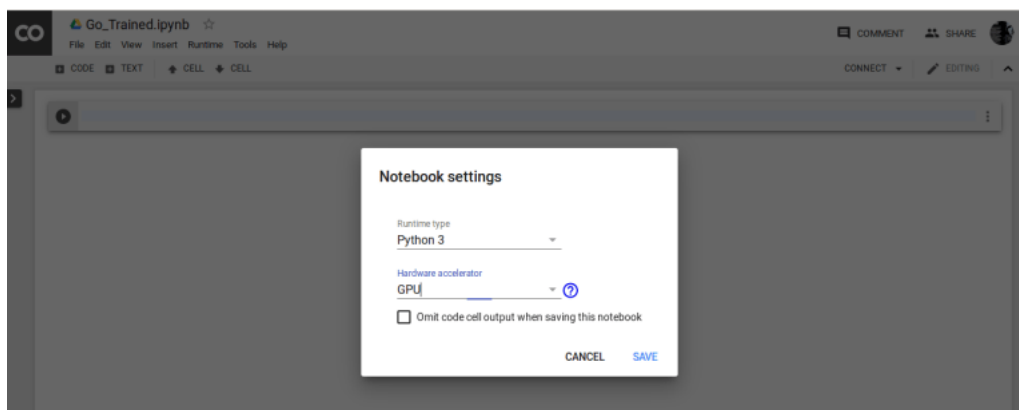 CO
Go_Trained.ipynb
COMMENT SHARE
File Edit View Insert Runtime Tools Help
CODE TEXT CELL CELL CONNECT EDITING
Notebook settings
Runtime type
Python 3
Hardware accelerator
GPU
Omit code cell output when saving this notebook
CANCEL SAVE